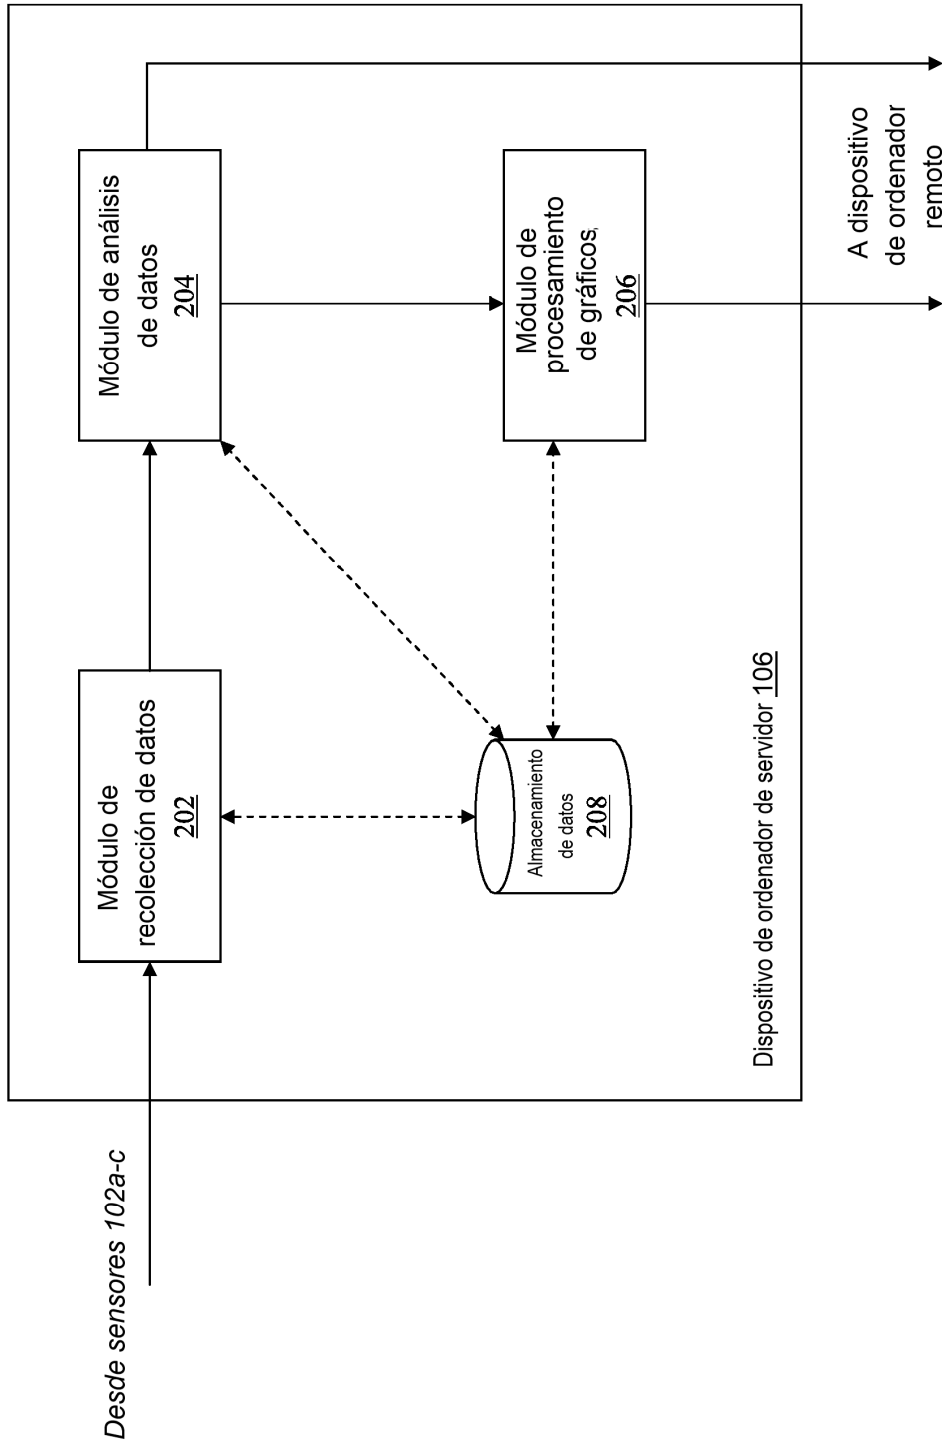 Desde sensores 102a-c
Módulo de
recolección de datos
202
Módulo de análisis
de datos
204
Almacenamiento
de datos
208
Módulo de
procesamiento
de gráficos,
206
Dispositivo de ordenador de servidor 106
A dispositivo
de ordenador
remoto